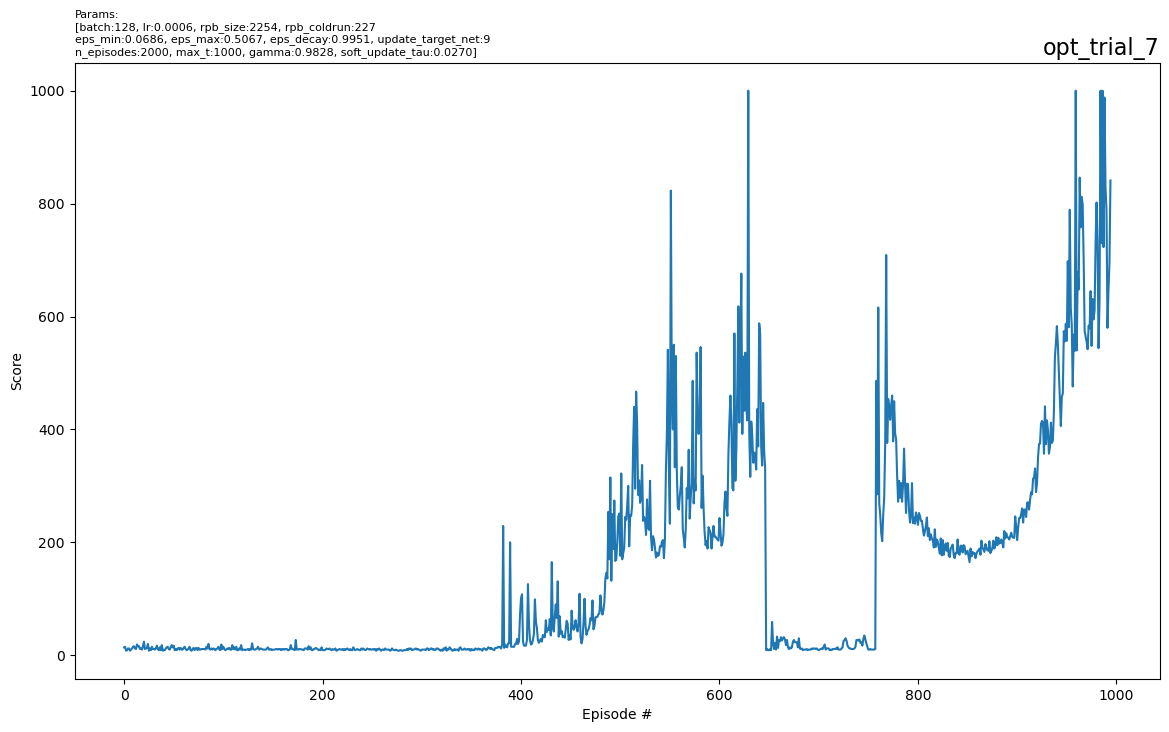 Params:
[batch:128, lr:0.0006, rpb_size:2254, rpb_coldrun:227
eps_min:0.0686, eps_max:0.5067, eps_decay:0.9951, update_target_net:9
n_episodes:2000, max_t:1000, gamma:0.9828, soft_update_tau:0.0270]
opt_trial_7
1000
800
600
400
200
0
Score
0 200 400 600 800 1000
Episode #